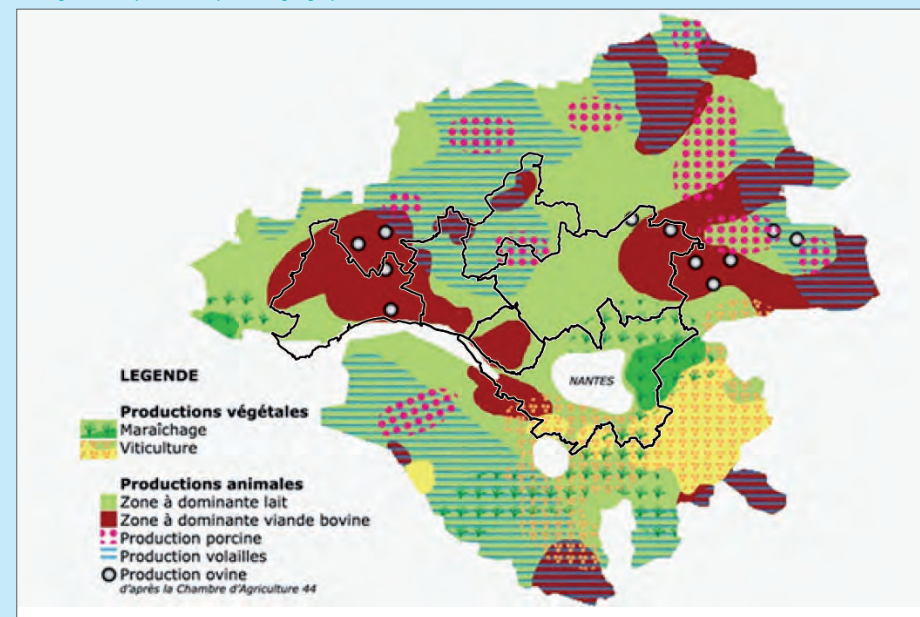 NANTES
LEGENDE
Productions végétales
Maraîchage
Viticulture
Productions animales
Zone à dominante lait
Zone à dominante viande bovine
Production porcine
Production volailles
Production ovine
d'après la Chambre d'Agriculture 44